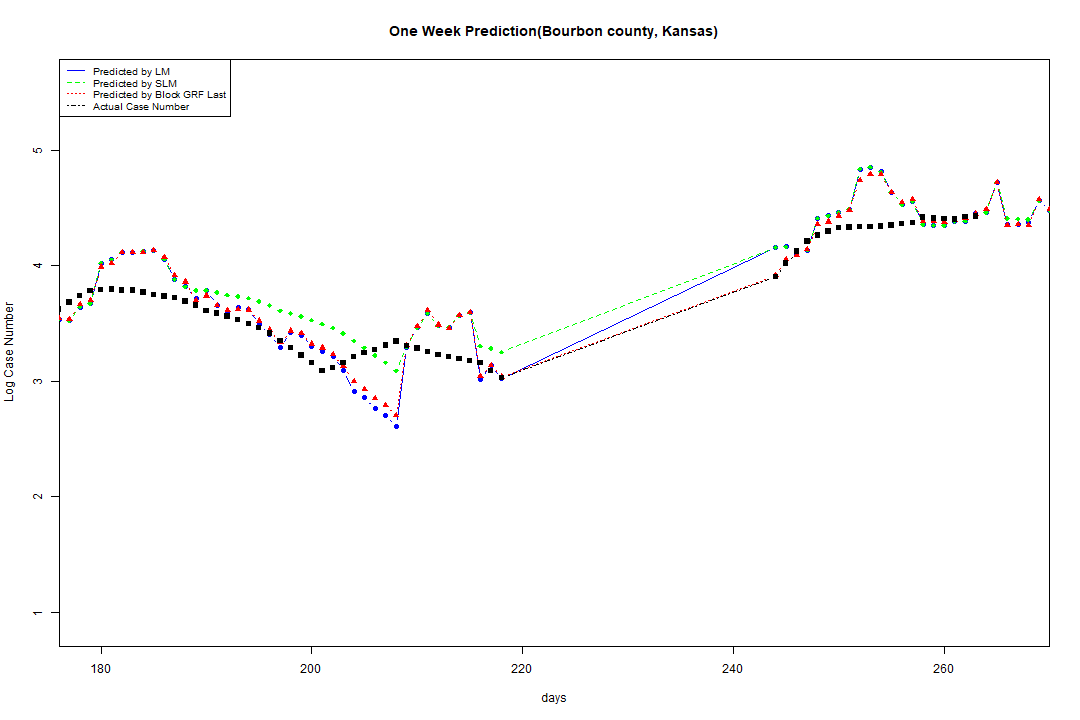 One Week Prediction(Bourbon county, Kansas)
Predicted by LM
Predicted by SLM
Predicted by Block GRF Last
Actual Case Number
5
4
3
2
1
Log Case Number
180 200 220 240 260
days